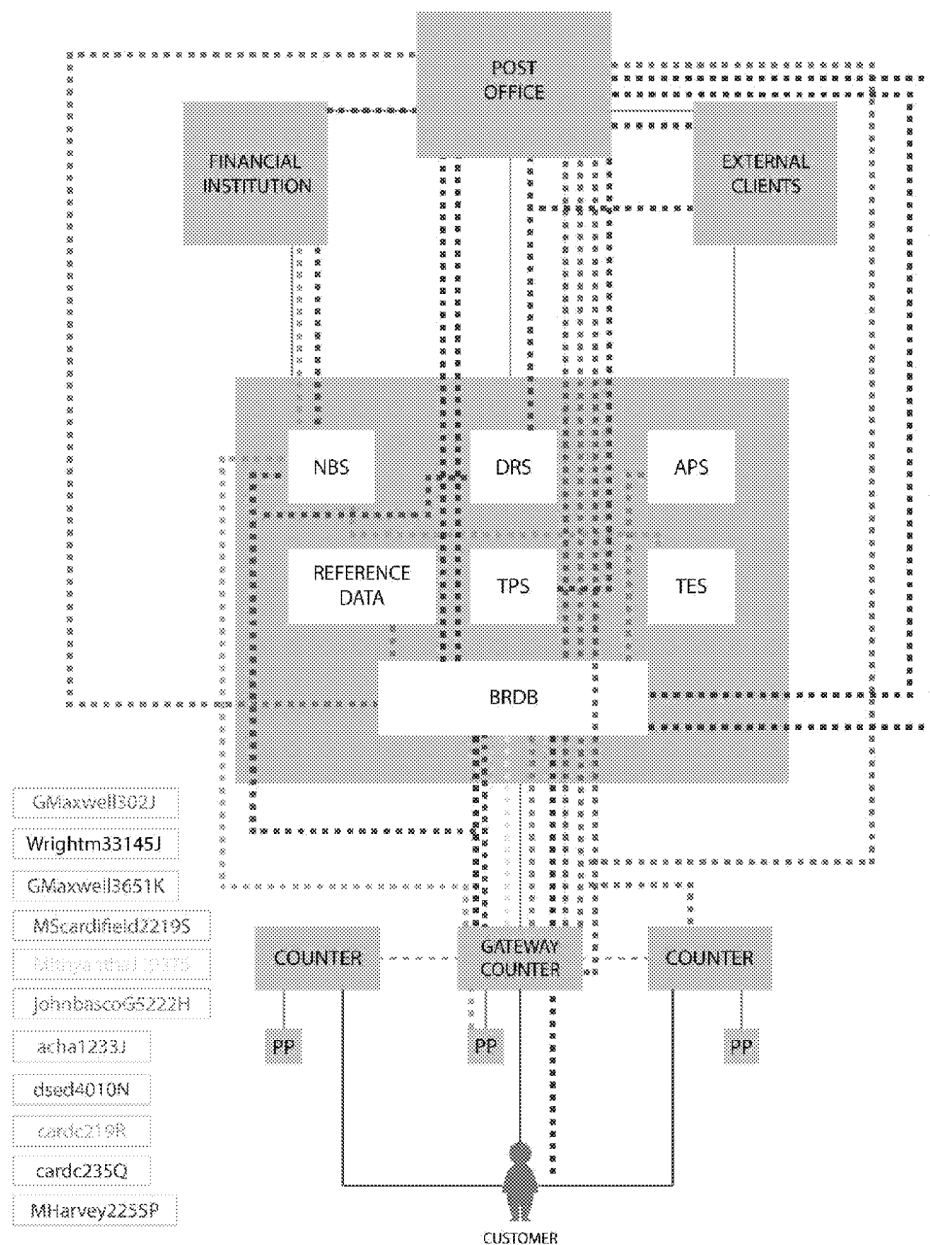 POST
OFFICE
FINANCIAL
INSTITUTION
EXTERNAL
CLIENTS
NBS
DRS
APS
REFERENCE
DATA
TPS
TES
BRDB
GMaxwell302J
Wrightm33145J
GMaxwell3651K
MScardifield2219S
johnbascoG5222H
acha1233J
dsed4010N
cardc219R
cardc235Q
MHarvey2255P
COUNTER
GATEWAY
COUNTER
COUNTER
PP
PP
PP
CUSTOMER